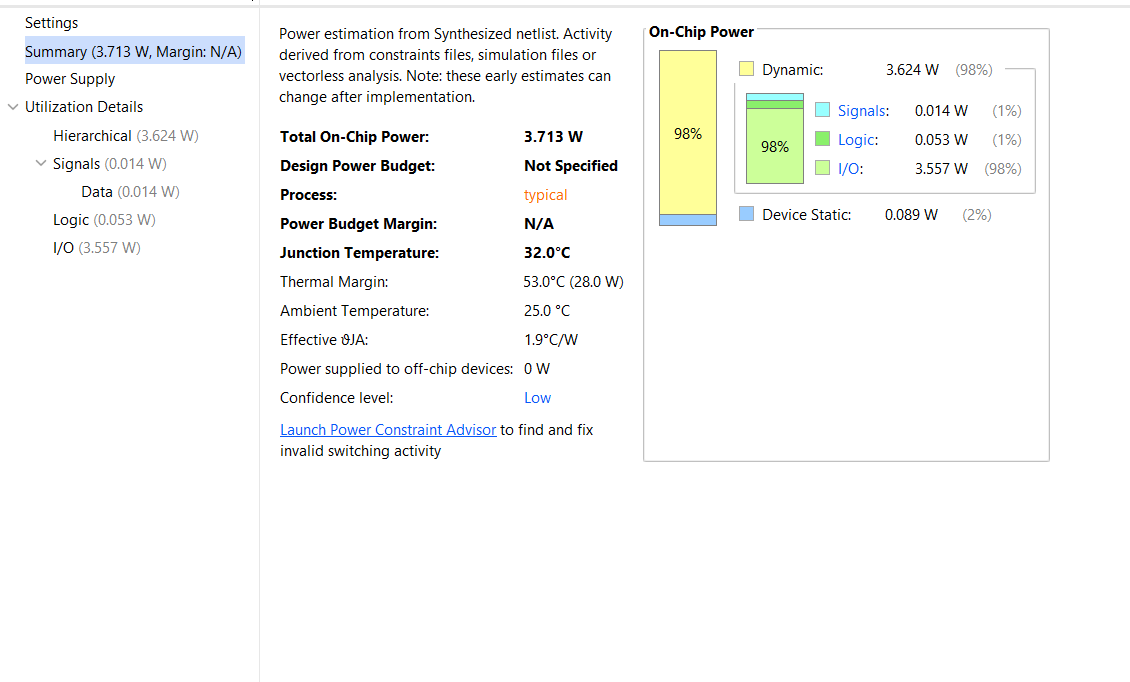 Settings
Summary (3.713 W, Margin: N/A)
Power Supply
Utilization Details
Hierarchical (3.624 W)
Signals (0.014 W)
Data (0.014 W)
Logic (0.053 W)
I/O (3.557 W)
Power estimation from Synthesized netlist. Activity
derived from constraints files, simulation files or
vectorless analysis. Note: these early estimates can
change after implementation.
Total On-Chip Power: 3.713 W
Design Power Budget: Not Specified
Process: typical
Power Budget Margin: N/A
Junction Temperature: 32.0°C
Thermal Margin: 53.0°C (28.0 W)
Ambient Temperature: 25.0 °C
Effective ϑJA: 1.9°C/W
Power supplied to off-chip devices: 0 W
Confidence level: Low
Launch Power Constraint Advisor to find and fix
invalid switching activity
On-Chip Power
98%
Dynamic: 3.624 W (98%)
98%
Signals: 0.014 W (1%)
Logic: 0.053 W (1%)
I/O: 3.557 W (98%)
Device Static: 0.089 W (2%)